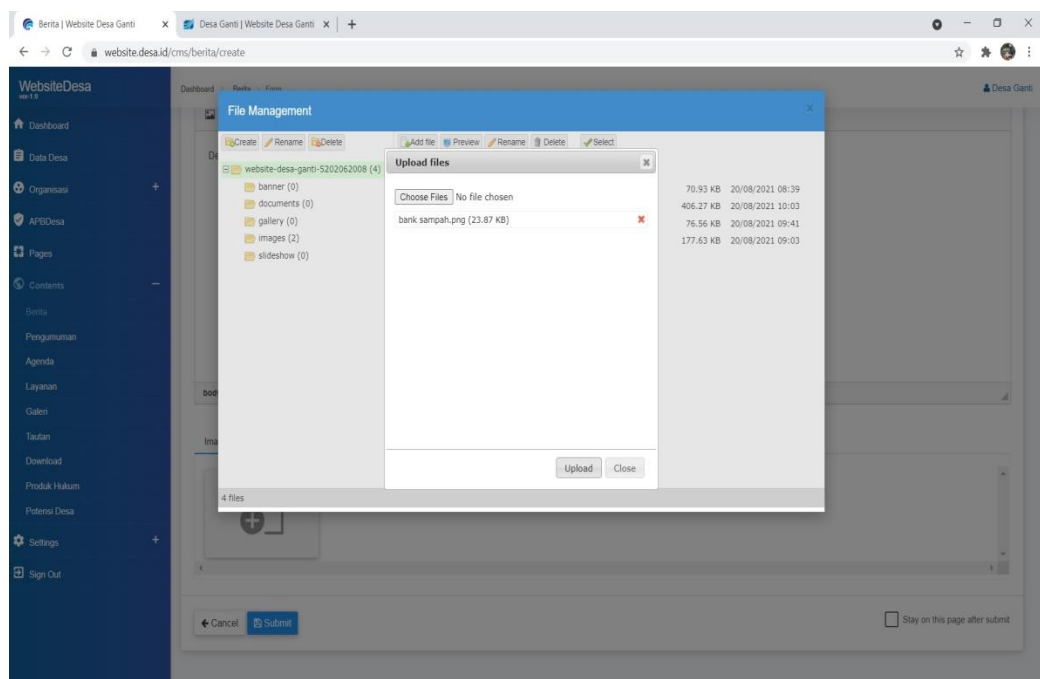 Berita | Website Desa Ganti
Desa Ganti | Website Desa Ganti
website.desa.id/cms/berita/create
WebsiteDesa
ver-1.0
Dashboard
Data Desa
Organisasi
APBDesa
Pages
Contents
Berita
Pengumuman
Agenda
Layanan
Galeri
Tautan
Download
Produk Hukum
Potensi Desa
Settings
Sign Out
Dashboard Berita Form
Desa Ganti
File Management
Create Rename Delete
Add file Preview Rename Delete Select
website-desa-ganti-5202062008 (4)
banner (0)
documents (0)
gallery (0)
images (2)
slideshow (0)
Upload files
Choose Files No file chosen
bank sampah.png (23.87 KB)
70.93 KB 20/08/2021 08:39
406.27 KB 20/08/2021 10:03
76.56 KB 20/08/2021 09:41
177.63 KB 20/08/2021 09:03
Upload Close
4 files
De
body
Ima
Cancel Submit
Stay on this page after submit